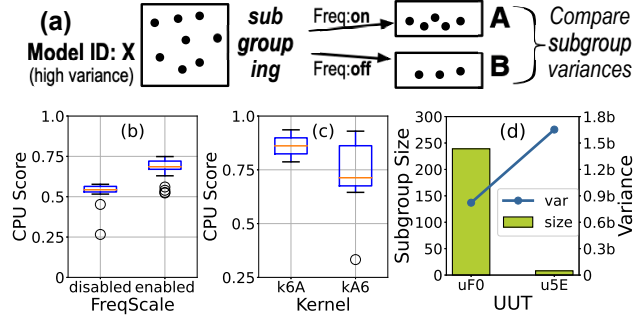 (a)
Model ID: X
(high variance)
sub
group
ing
Freq:on
Freq:off
A
B
Compare
subgroup
variances
(b)
CPU Score
1.0
0.75
0.5
0.25
0
disabled enabled
FreqScale
(c)
CPU Score
1.0
0.75
0.5
0.25
k6A kA6
Kernel
(d)
Subgroup Size
300
250
200
150
100
50
0
var
size
1.8b
1.5b
1.2b
0.9b
0.6b
0.3b
0
Variance
uF0 u5E
UUT